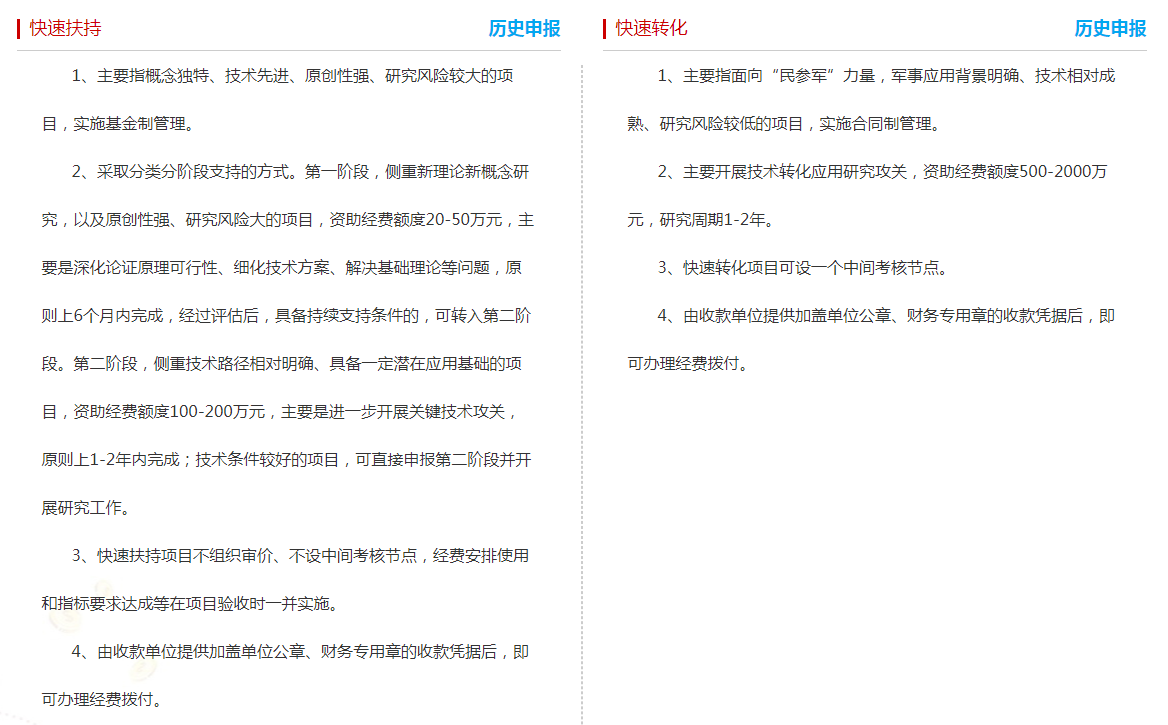 快速扶持
历史申报
1、主要指概念独特、技术先进、原创性强、研究风险较大的项
目，实施基金制管理。
2、采取分类分阶段支持的方式。第一阶段，侧重新理论新概念研
究，以及原创性强、研究风险大的项目，资助经费额度20-50万元，主
要是深化论证原理可行性、细化技术方案、解决基础理论等问题，原
则上6个月内完成，经过评估后，具备持续支持条件的，可转入第二阶
段。第二阶段，侧重技术路径相对明确、具备一定潜在应用基础的项
目，资助经费额度100-200万元，主要是进一步开展关键技术攻关，
原则上1-2年内完成；技术条件较好的项目，可直接申报第二阶段并开
展研究工作。
3、快速扶持项目不组织审价、不设中间考核节点，经费安排使用
和指标要求达成等在项目验收时一并实施。
4、由收款单位提供加盖单位公章、财务专用章的收款凭据后，即
可办理经费拨付。
快速转化
历史申报
1、主要指面向“民参军”力量，军事应用背景明确、技术相对成
熟、研究风险较低的项目，实施合同制管理。
2、主要开展技术转化应用研究攻关，资助经费额度500-2000万
元，研究周期1-2年。
3、快速转化项目可设一个中间考核节点。
4、由收款单位提供加盖单位公章、财务专用章的收款凭据后，即
可办理经费拨付。